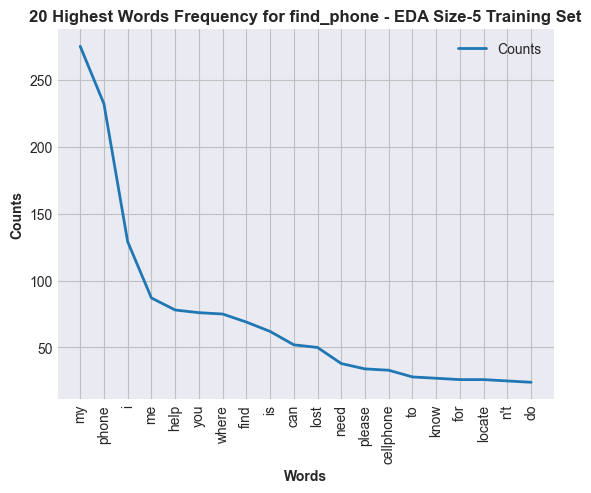 20 Highest Words Frequency for find_phone - EDA Size-5 Training Set
Counts
250
200
150
100
50
Counts
my
phone
i
me
help
you
where
find
is
can
lost
need
please
cellphone
to
know
for
locate
n't
do
Words